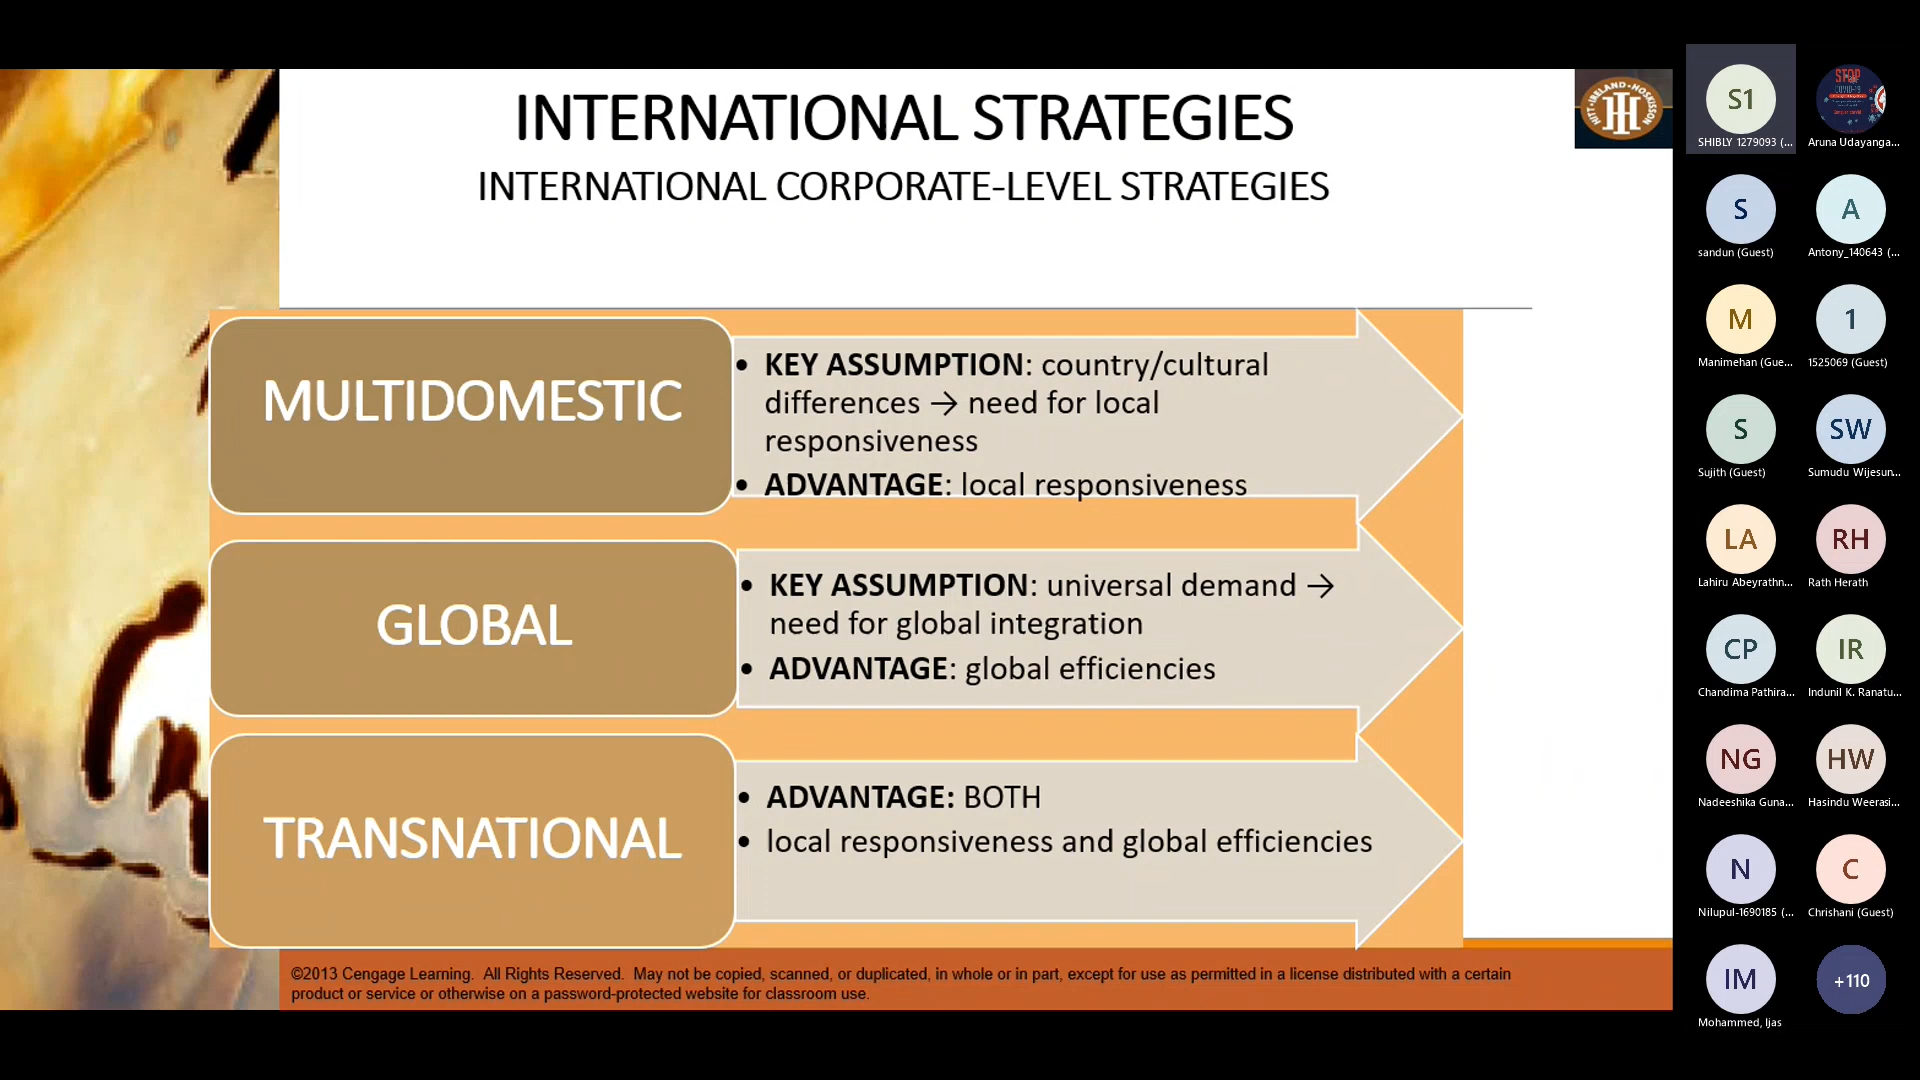 INTERNATIONAL STRATEGIES
INTERNATIONAL CORPORATE-LEVEL STRATEGIES
HITT·IRELAND·HOSKISSON
MULTIDOMESTIC
• KEY ASSUMPTION: country/cultural
differences → need for local
responsiveness
• ADVANTAGE: local responsiveness
GLOBAL
• KEY ASSUMPTION: universal demand →
need for global integration
• ADVANTAGE: global efficiencies
TRANSNATIONAL
• ADVANTAGE: BOTH
• local responsiveness and global efficiencies
©2013 Cengage Learning. All Rights Reserved. May not be copied, scanned, or duplicated, in whole or in part, except for use as permitted in a license distributed with a certain
product or service or otherwise on a password-protected website for classroom use.
S1
SHIBLY 1279093 (...
STOP
COVID-19
Aruna Udayanga...
S
sandun (Guest)
A
Antony_140643 (...
M
Manimehan (Gue...
1
1525069 (Guest)
S
Sujith (Guest)
SW
Sumudu Wijesun...
LA
Lahiru Abeyrathn...
RH
Rath Herath
CP
Chandima Pathira...
IR
Indunil K. Ranatu...
NG
Nadeeshika Guna...
HW
Hasindu Weerasi...
N
Nilupul-1690185 (...
C
Chrishani (Guest)
IM
Mohammed, Ijas
+110